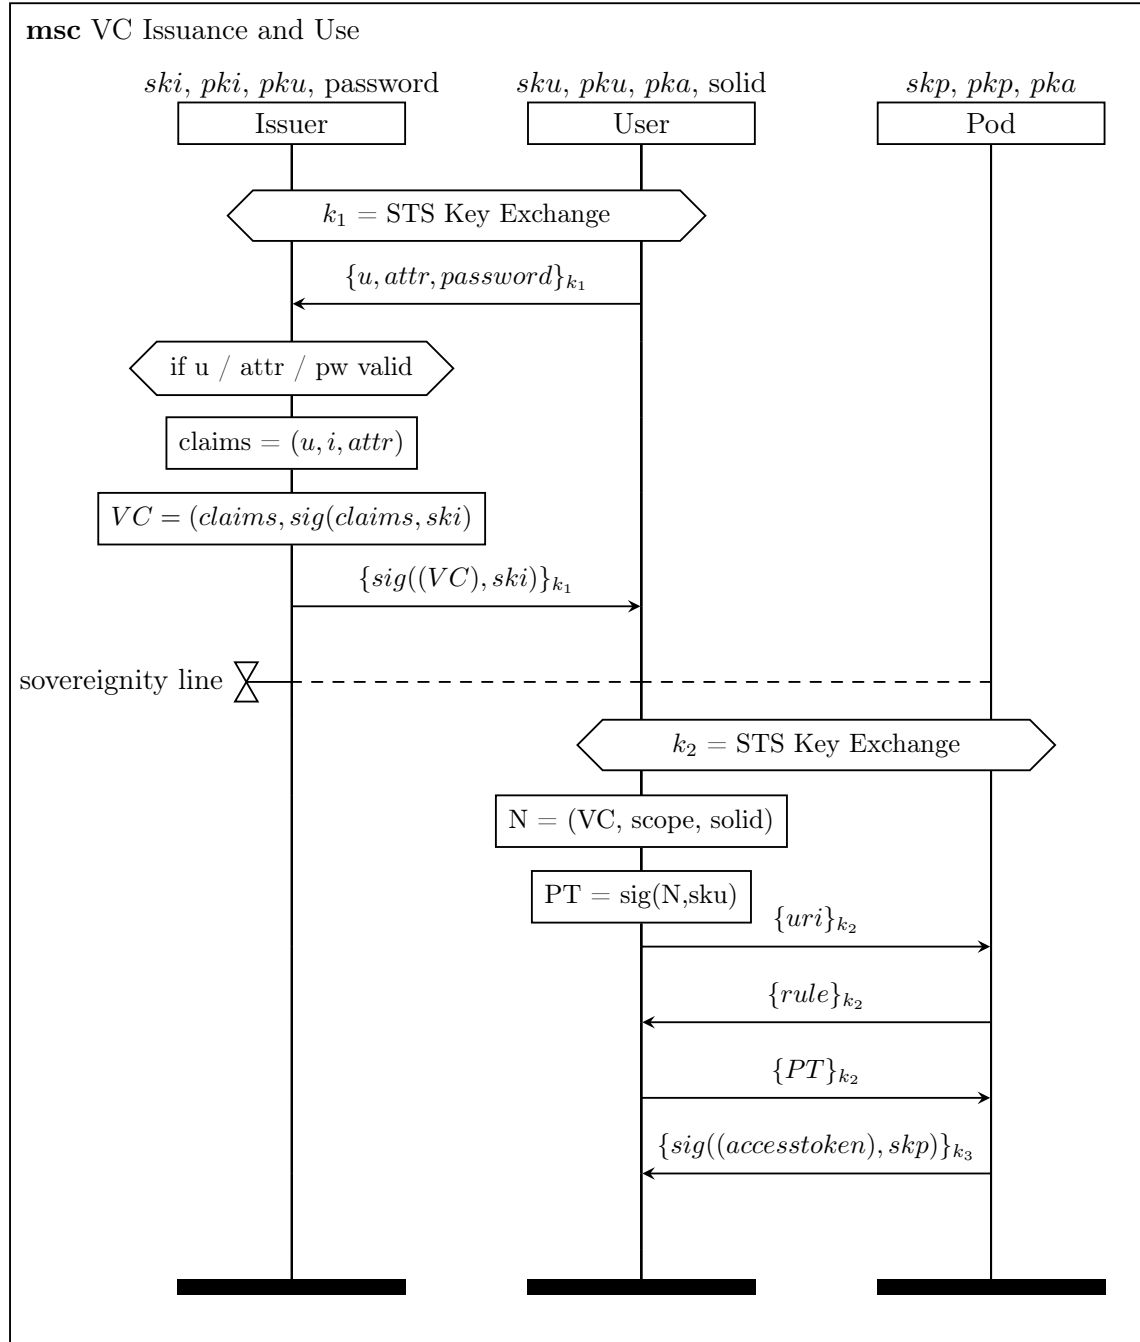 msc VC Issuance and Use
ski, pki, pku, password
sku, pku, pka, solid
skp, pkp, pka
Issuer
User
Pod
k₁ = STS Key Exchange
{u, attr, password}ₖ₁
if u / attr / pw valid
claims = (u, i, attr)
VC = (claims, sig(claims, ski)
{sig((VC), ski)}ₖ₁
sovereignity line
k₂ = STS Key Exchange
N = (VC, scope, solid)
PT = sig(N,sku)
{uri}ₖ₂
{rule}ₖ₂
{PT}ₖ₂
{sig((accesstoken), skp)}ₖ₃